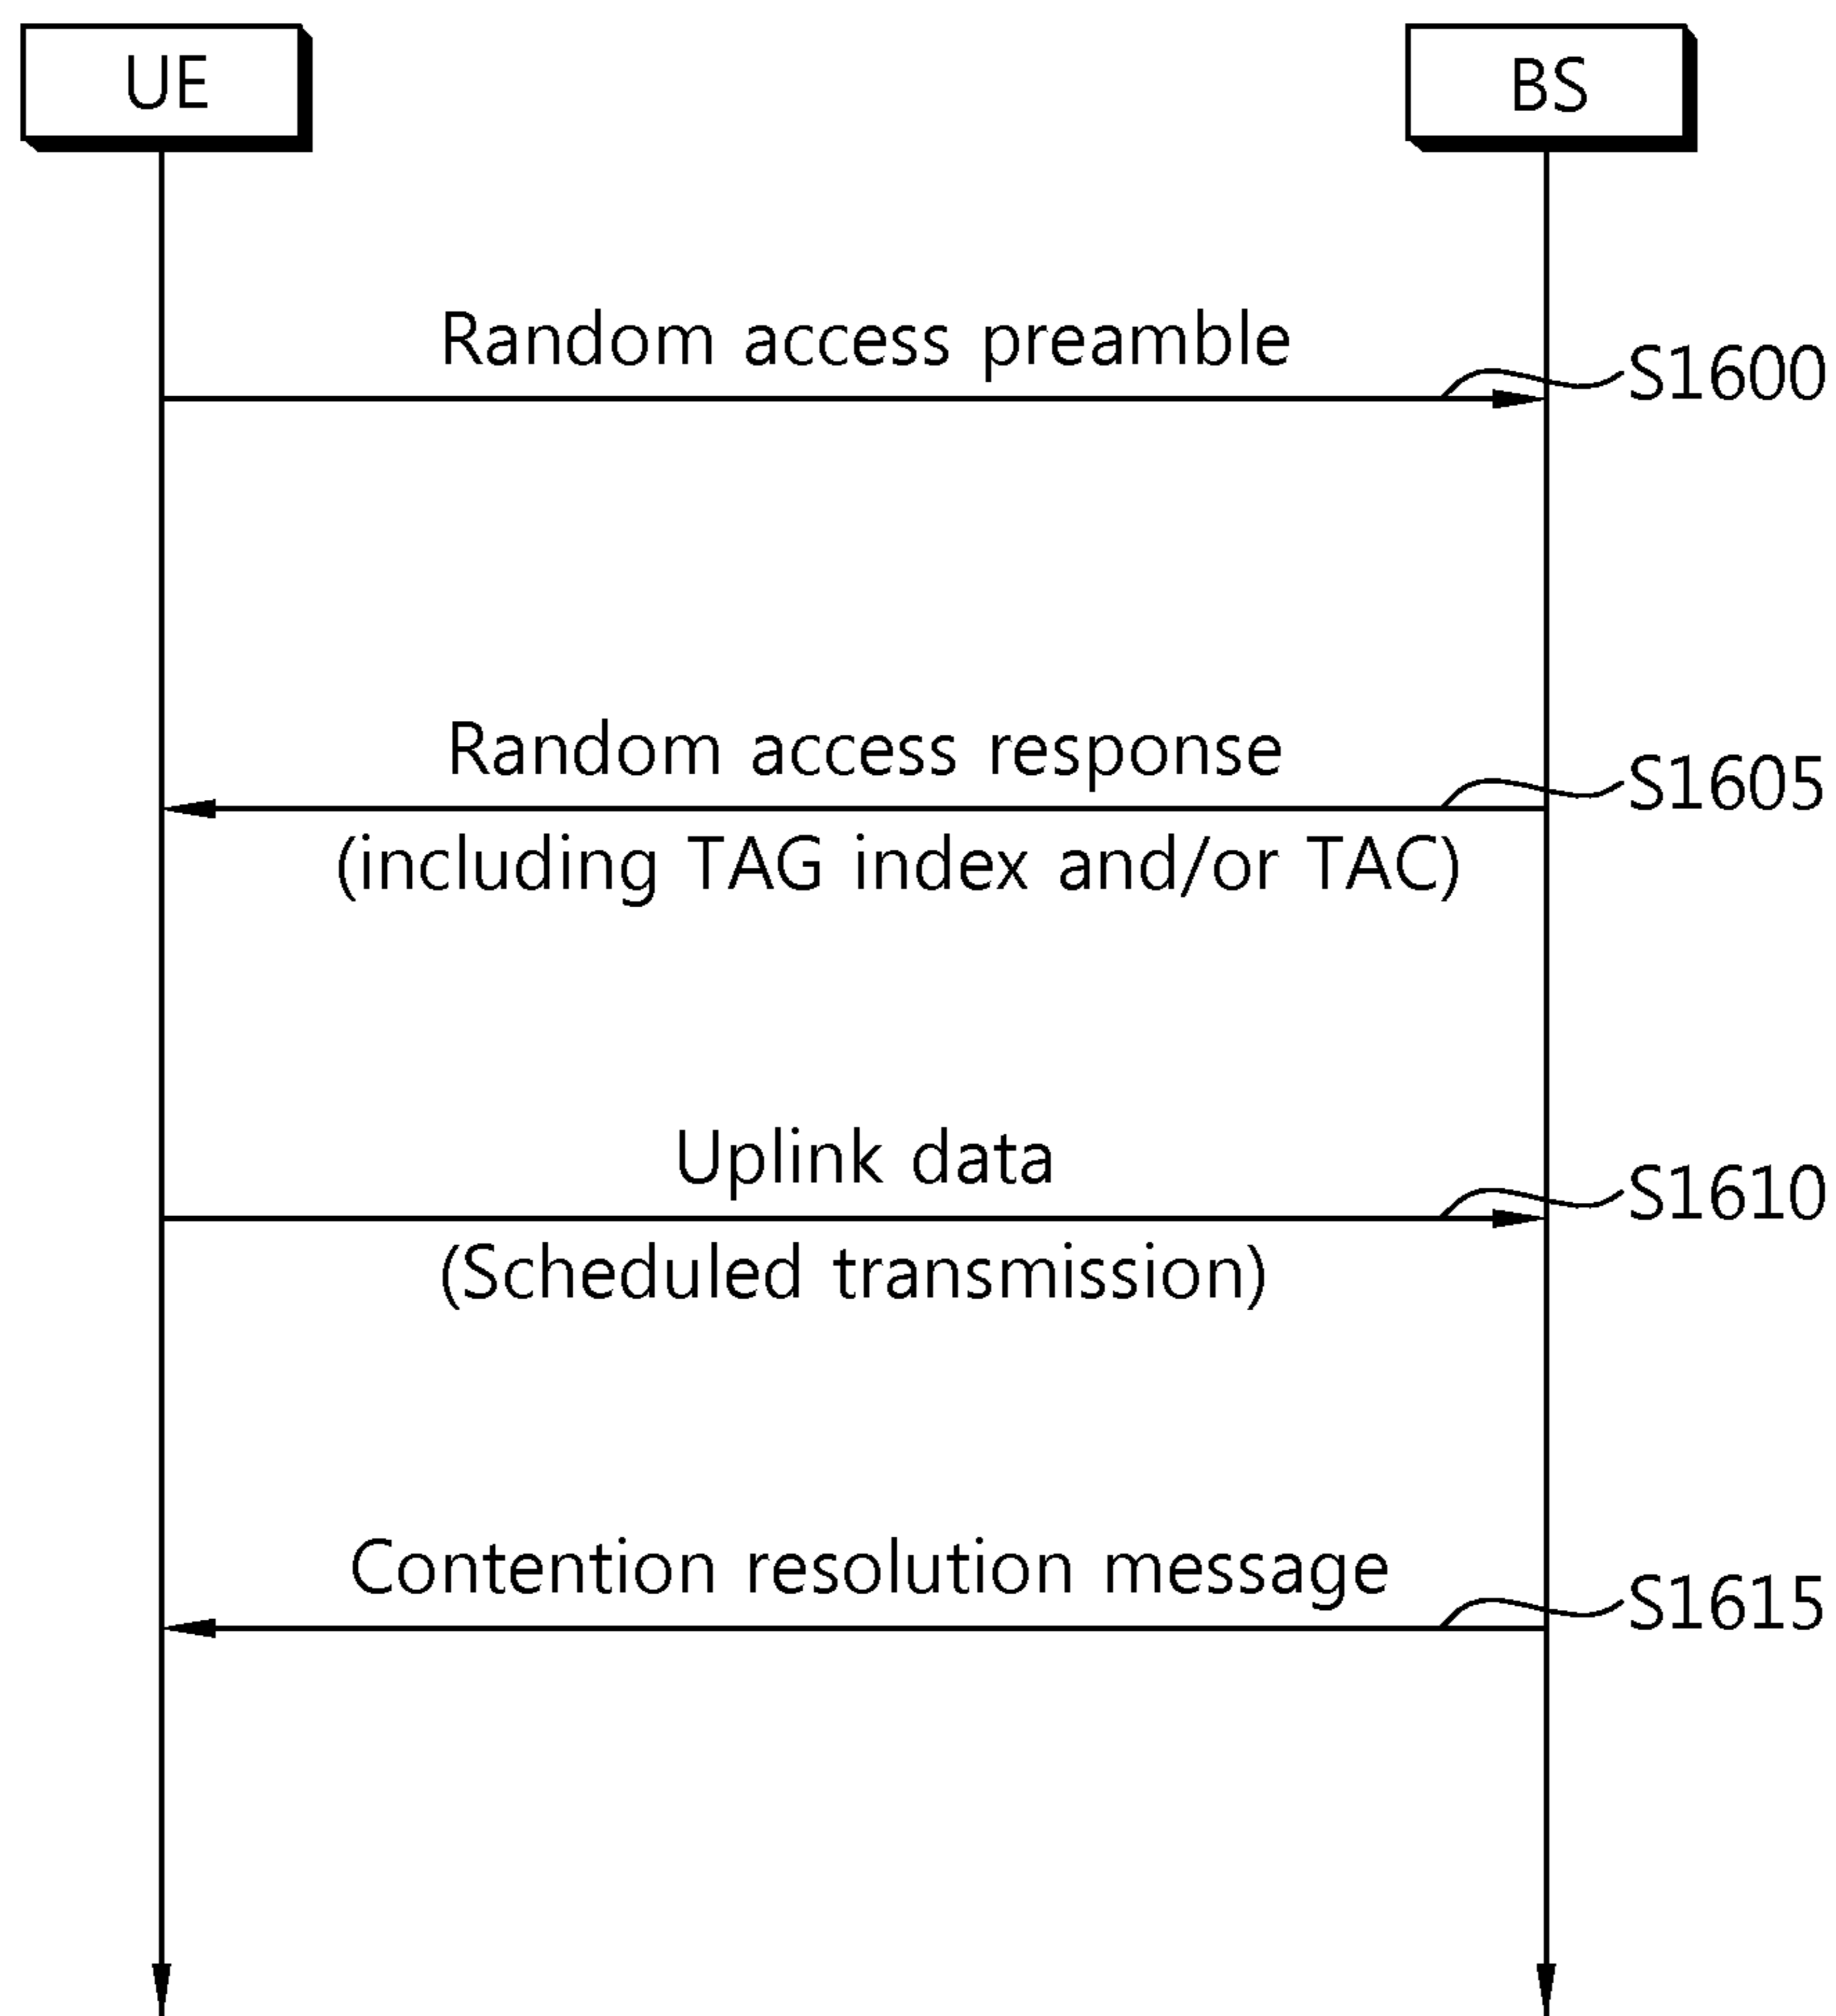 UE
BS
Random access preamble
S1600
Random access response
S1605
(including TAG index and/or TAC)
Uplink data
S1610
(Scheduled transmission)
Contention resolution message
S1615